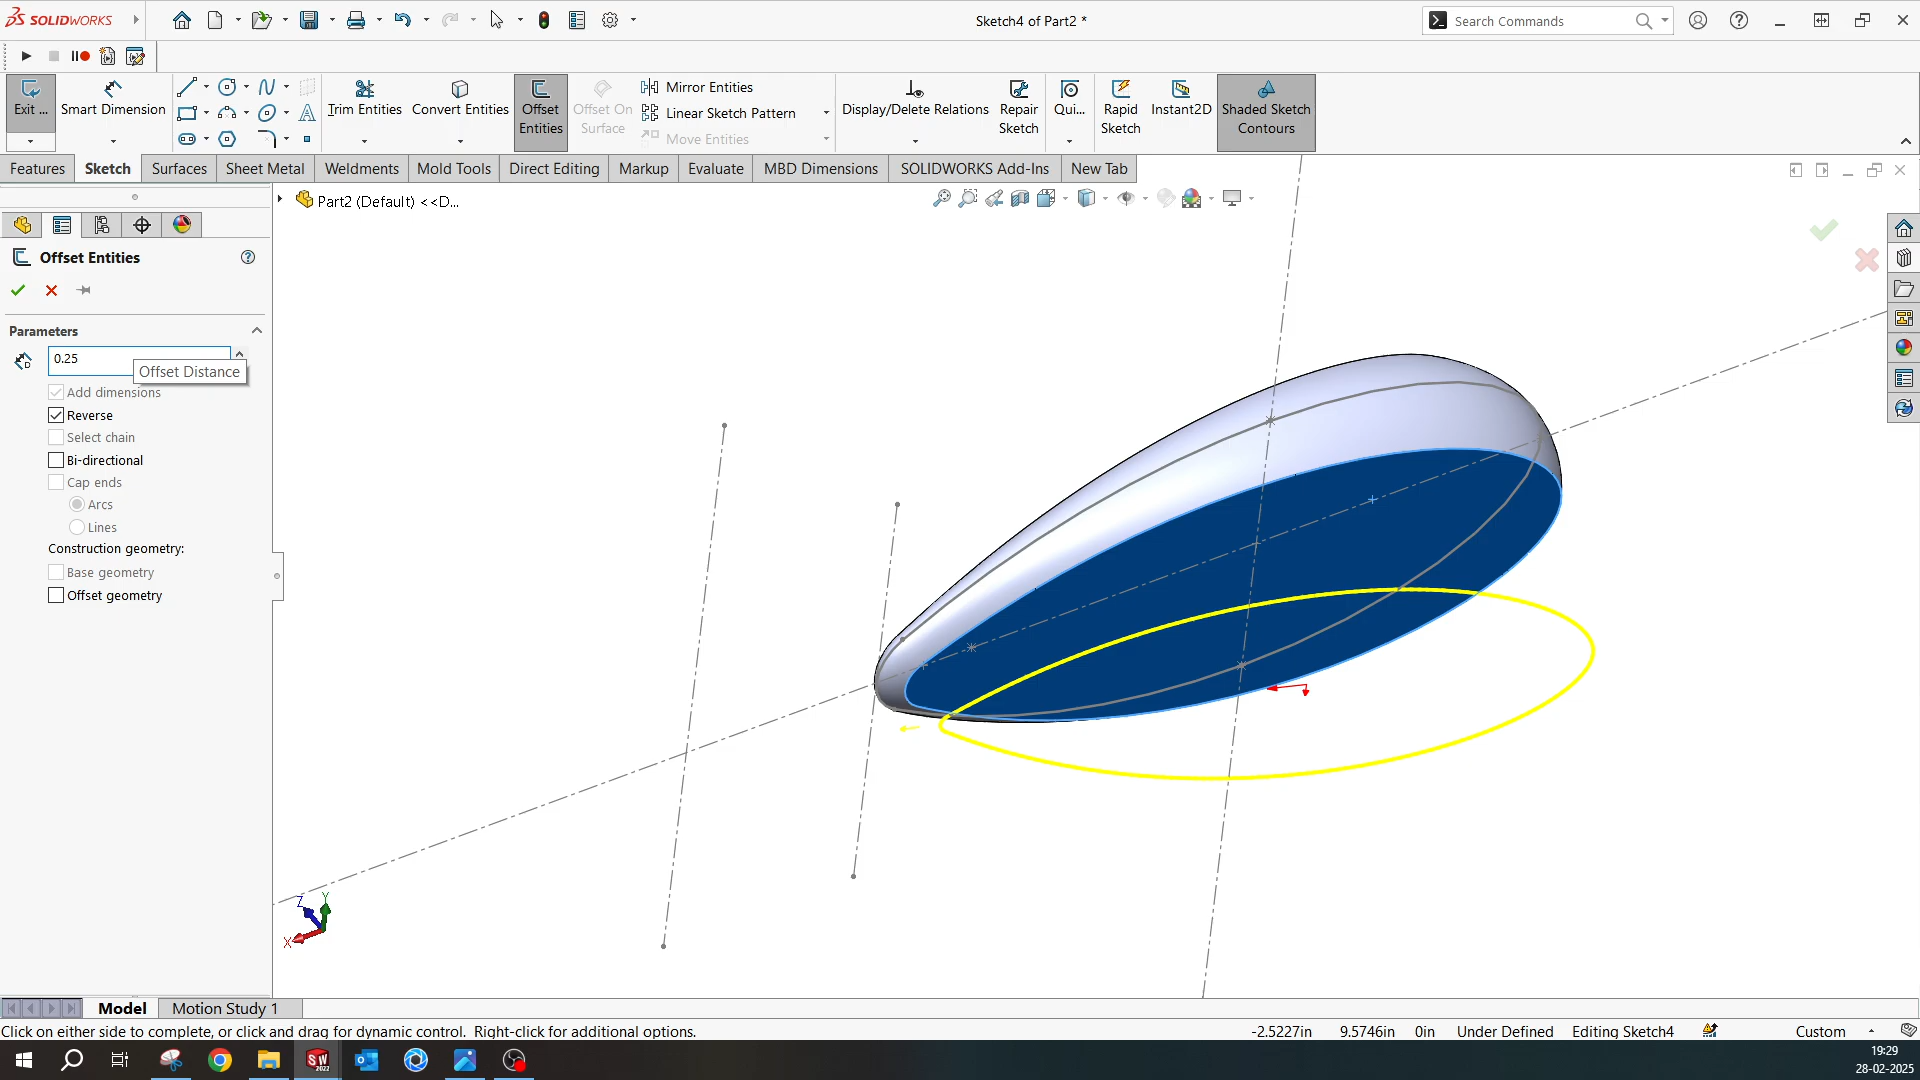 SOLIDWORKS
Sketch4 of Part2 *
Search Commands
Exit ...
Smart Dimension
Trim Entities
Convert Entities
Offset Entities
Offset On Surface
Mirror Entities
Linear Sketch Pattern
Move Entities
Display/Delete Relations
Repair Sketch
Qui...
Rapid Sketch
Instant2D
Shaded Sketch Contours
Features
Sketch
Surfaces
Sheet Metal
Weldments
Mold Tools
Direct Editing
Markup
Evaluate
MBD Dimensions
SOLIDWORKS Add-Ins
New Tab
Part2 (Default) <<D...
Offset Entities
Parameters
0.25
Offset Distance
Add dimensions
Reverse
Select chain
Bi-directional
Cap ends
Arcs
Lines
Construction geometry:
Base geometry
Offset geometry
Z
Y
X
Model
Motion Study 1
Click on either side to complete, or click and drag for dynamic control. Right-click for additional options.
-2.5227in
9.5746in
0in
Under Defined
Editing Sketch4
Custom
SW
2022
19:29
28-02-2025